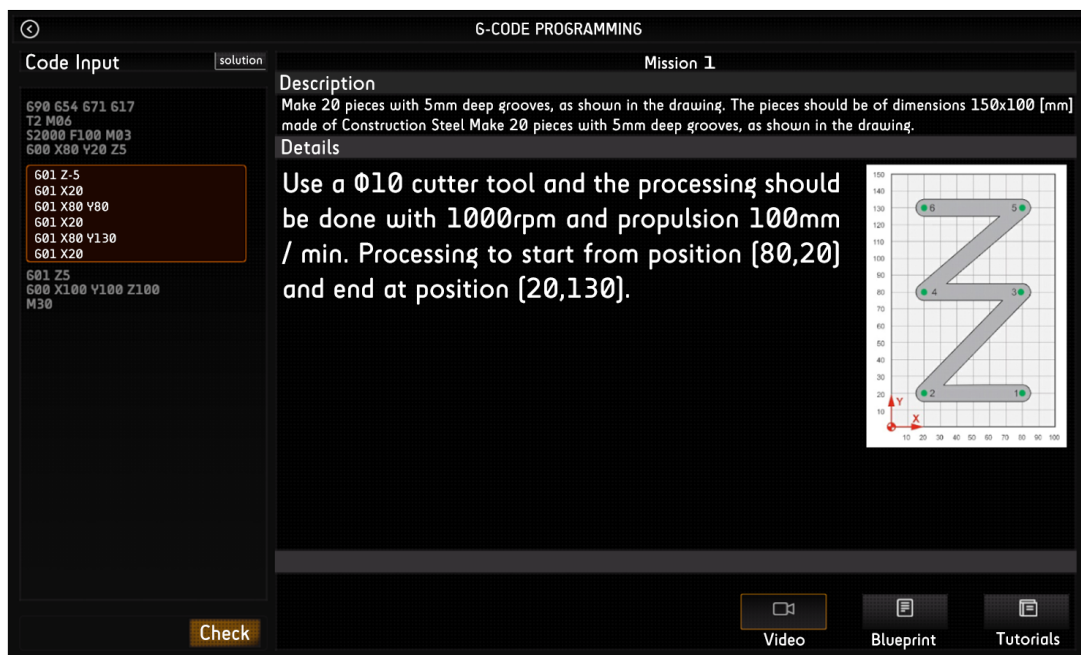 G-CODE PROGRAMMING
Code Input
solution
G90 G54 G71 G17
T2 M06
S2000 F100 M03
G00 X80 Y20 Z5
G01 Z-5
G01 X20
G01 X80 Y80
G01 X20
G01 X80 Y130
G01 X20
G01 Z5
G00 X100 Y100 Z100
M30
Check
Mission 1
Description
Make 20 pieces with 5mm deep grooves, as shown in the drawing. The pieces should be of dimensions 150x100 [mm]
made of Construction Steel Make 20 pieces with 5mm deep grooves, as shown in the drawing.
Details
Use a Φ10 cutter tool and the processing should
be done with 1000rpm and propulsion 100mm
/ min. Processing to start from position (80,20)
and end at position (20,130).
150
140
130
120
110
100
90
80
70
60
50
40
30
20
10
6
5
4
3
2
1
Y
X
10 20 30 40 50 60 70 80 90 100
Video
Blueprint
Tutorials